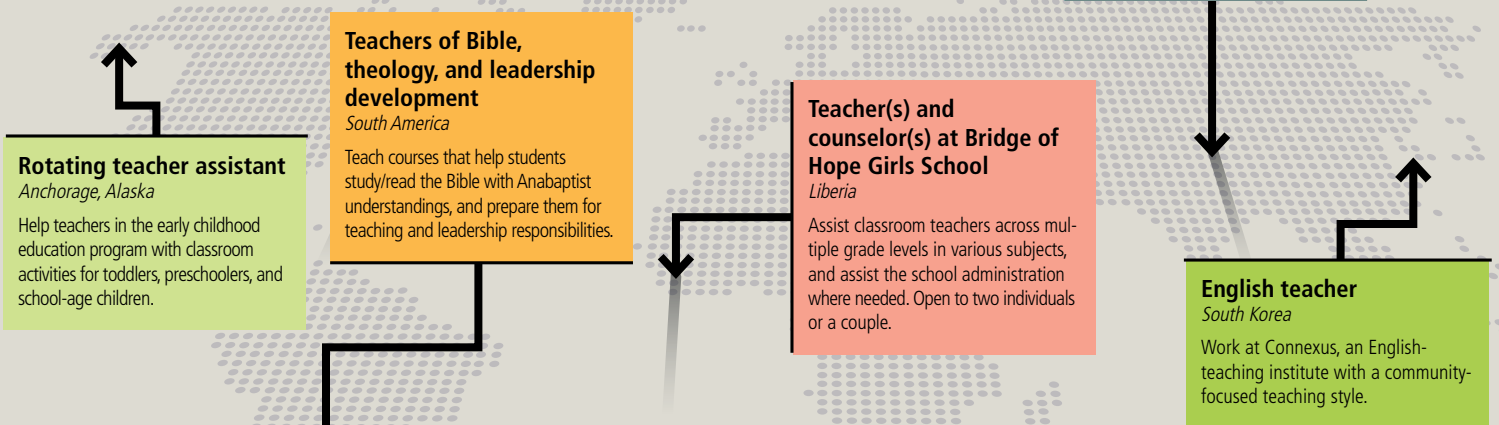 Rotating teacher assistant
Anchorage, Alaska
Help teachers in the early childhood
education program with classroom
activities for toddlers, preschoolers, and
school-age children.
Teachers of Bible,
theology, and leadership
development
South America
Teach courses that help students
study/read the Bible with Anabaptist
understandings, and prepare them for
teaching and leadership responsibilities.
Teacher(s) and
counselor(s) at Bridge of
Hope Girls School
Liberia
Assist classroom teachers across mul-
tiple grade levels in various subjects,
and assist the school administration
where needed. Open to two individuals
or a couple.
English teacher
South Korea
Work at Connexus, an English-
teaching institute with a community-
focused teaching style.